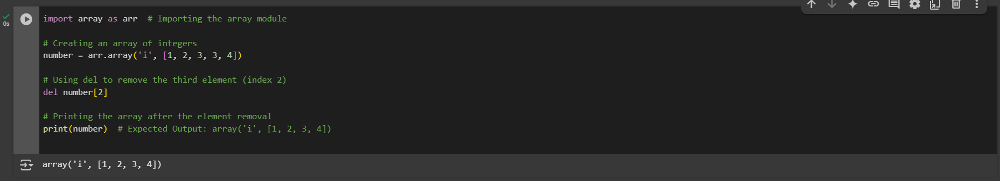 import array as arr  # Importing the array module
0s
# Creating an array of integers
number = arr.array('i', [1, 2, 3, 3, 4])
# Using del to remove the third element (index 2)
del number[2]
# Printing the array after the element removal
print(number)  # Expected Output: array('i', [1, 2, 3, 4])
array('i', [1, 2, 3, 4])